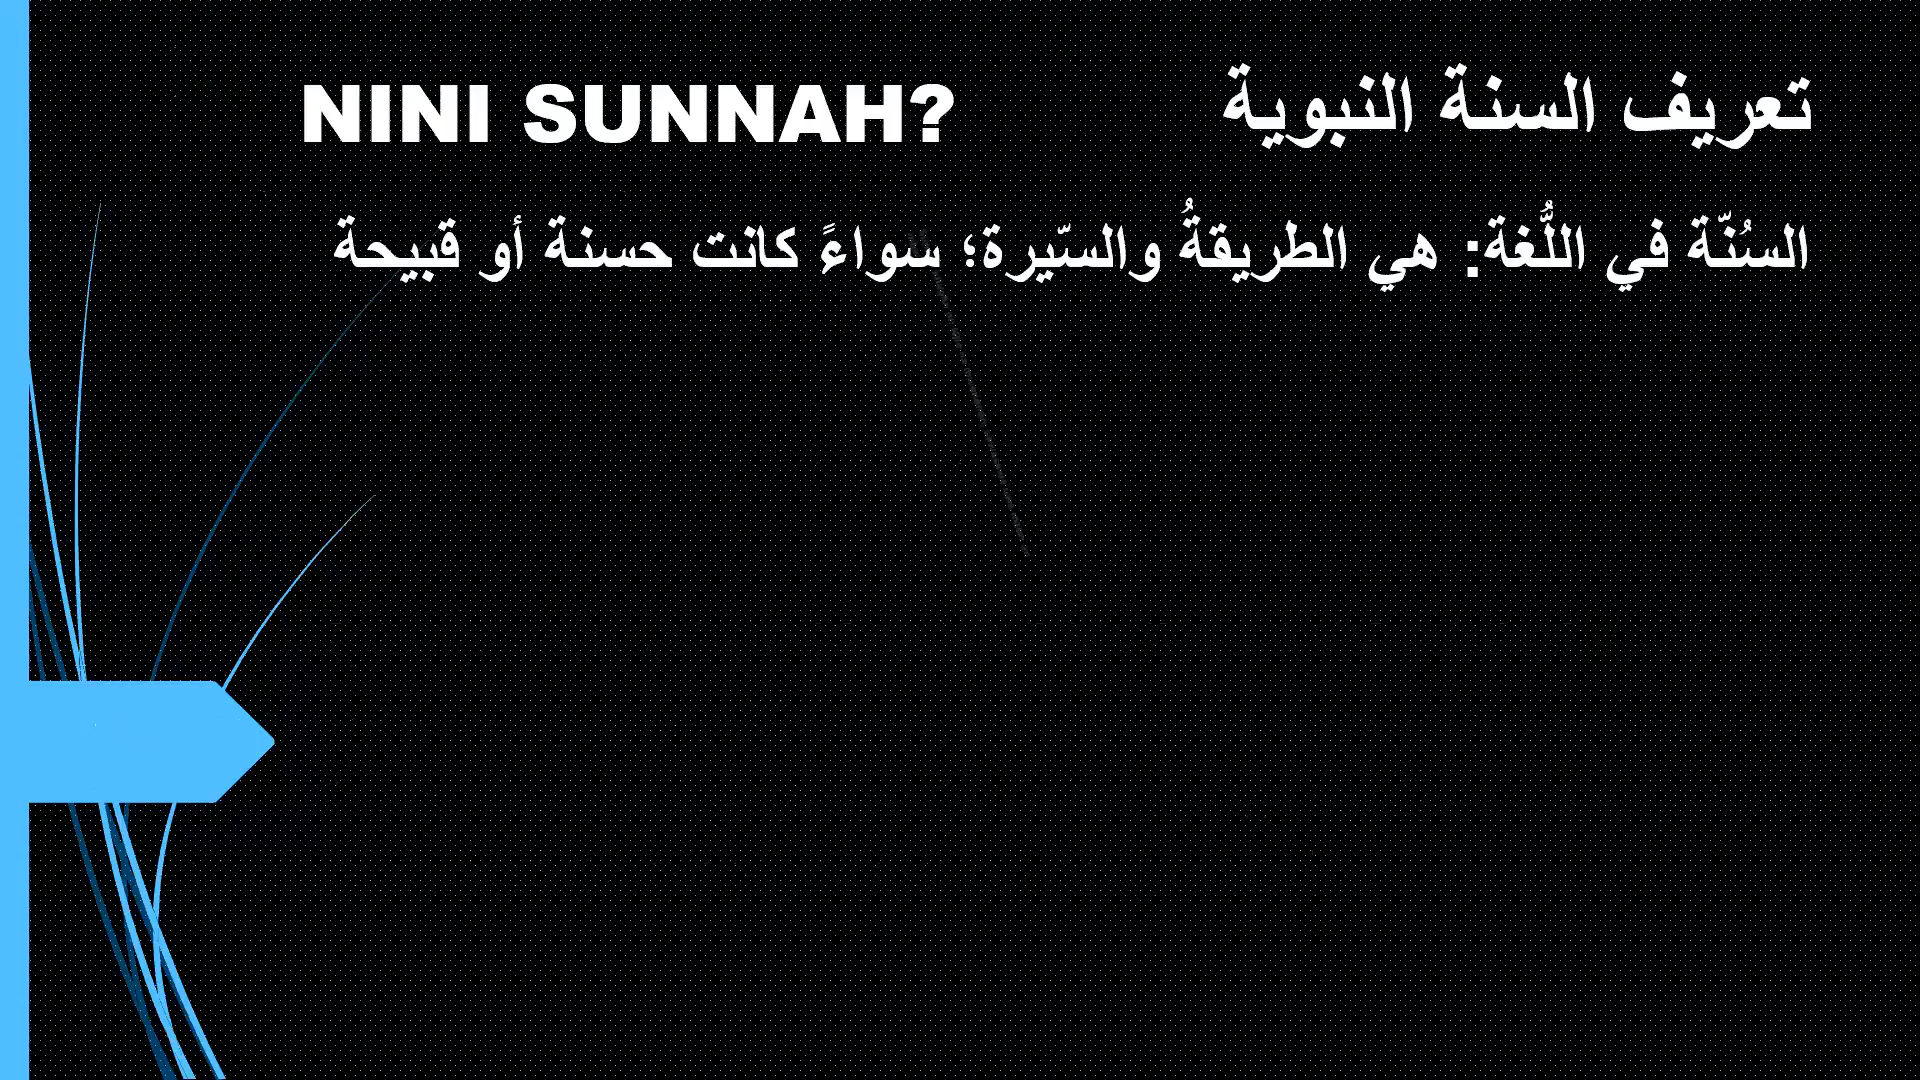 NINI SUNNAH? تعريف السنة النبوية
السُنّة في اللُّغة: هي الطريقةُ والسّيرة؛ سواءً كانت حسنة أو قبيحة